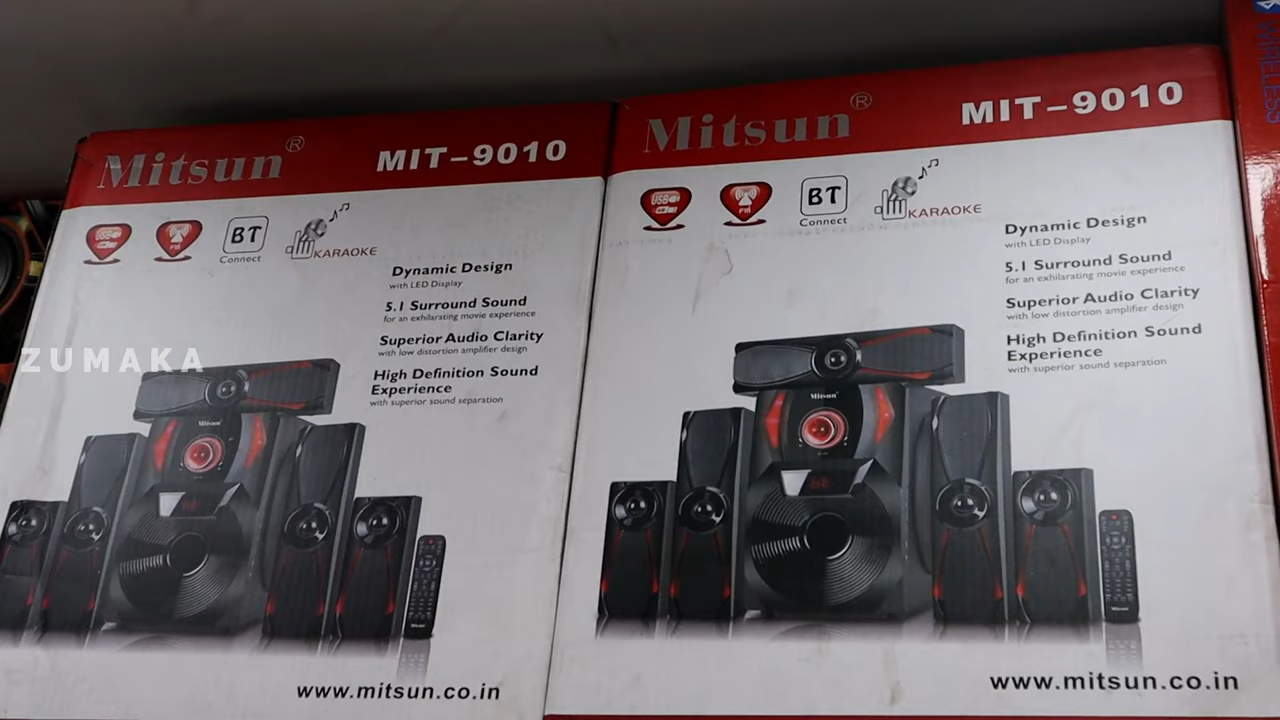 Mitsun®
MIT-9010
USB
FM
BT
Connect
KARAOKE
Dynamic Design
with LED Display
5.1 Surround Sound
for an exhilarating movie experience
Superior Audio Clarity
with low distortion amplifier design
High Definition Sound
Experience
with superior sound separation
ZUMAKA
Mitsun
www.mitsun.co.in
Mitsun®
MIT-9010
USB
FM
BT
Connect
KARAOKE
Dynamic Design
with LED Display
5.1 Surround Sound
for an exhilarating movie experience
Superior Audio Clarity
with low distortion amplifier design
High Definition Sound
Experience
with superior sound separation
Mitsun
Mitsun
www.mitsun.co.in
WIRELESS